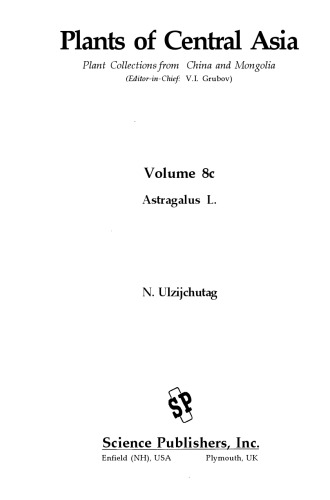 Plants of Central Asia
Plant Collections from China and Mongolia
(Editor-in-Chief: V.I. Grubov)
Volume 8c
Astragalus L.
N. Ulzijchutag
SP
Science Publishers, Inc.
Enfield (NH), USA Plymouth, UK